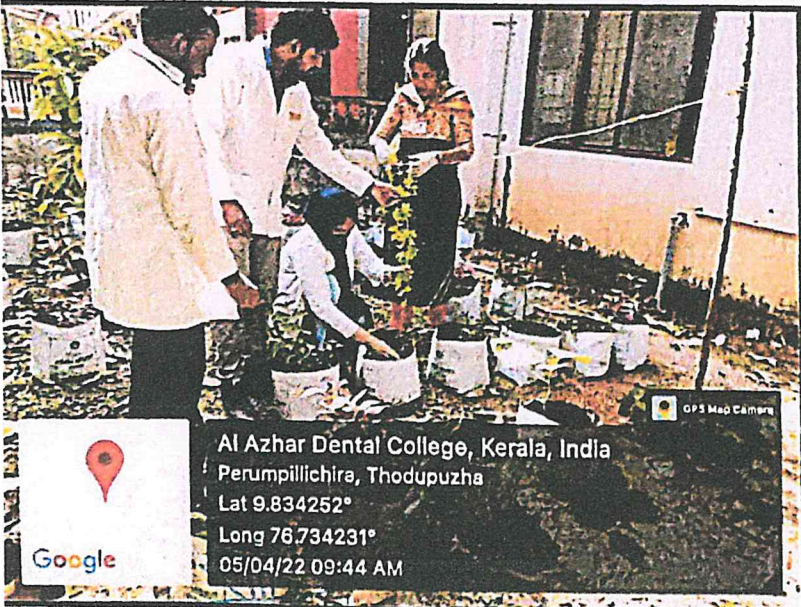 GPS Map Camera
Al Azhar Dental College, Kerala, India
Perumpillichira, Thodupuzha
Lat 9.834252°
Long 76.734231°
05/04/22 09:44 AM
Google